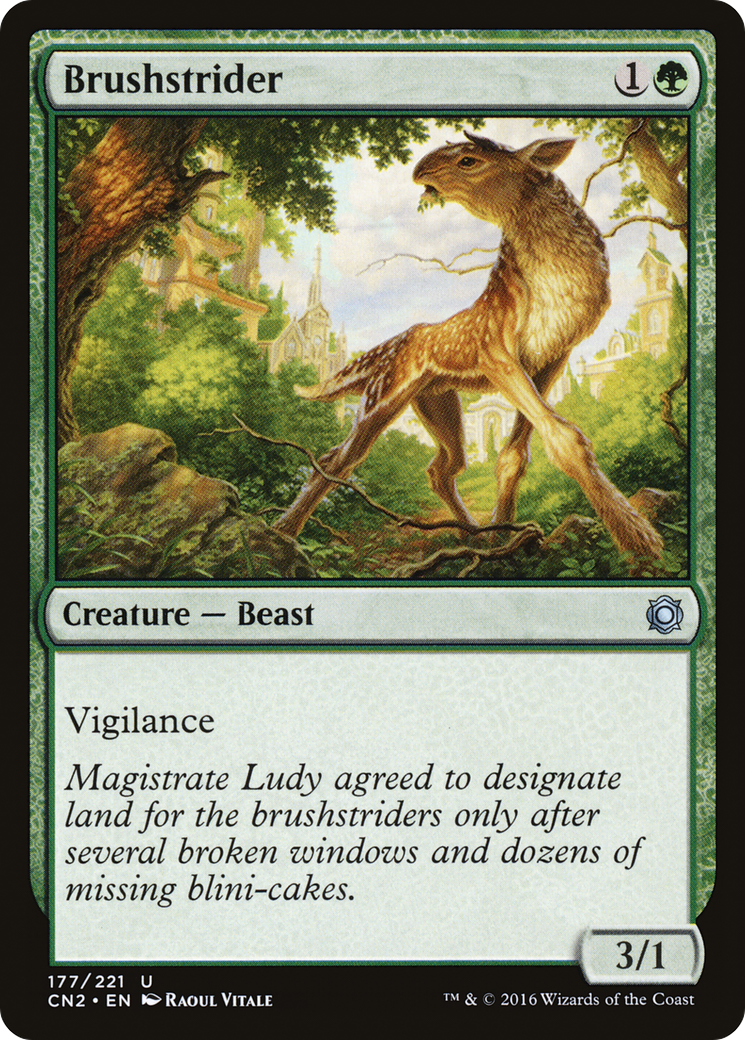 Brushstrider 1
Creature — Beast
Vigilance
Magistrate Ludy agreed to designate
land for the brushstriders only after
several broken windows and dozens of
missing blini-cakes.
3/1
177/221 U
CN2 • EN Raoul Vitale
™ & © 2016 Wizards of the Coast